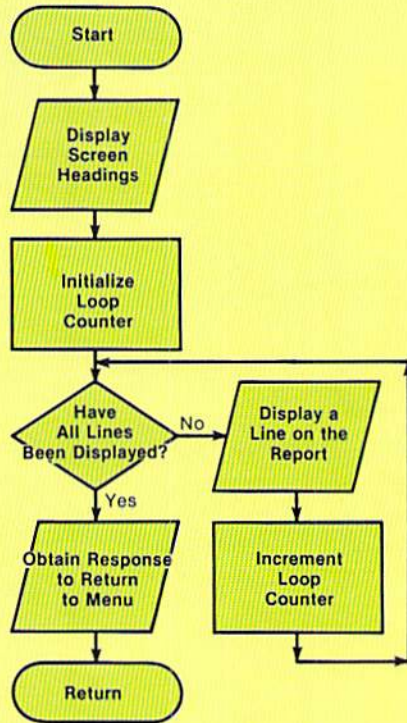 Start
Display
Screen
Headings
Initialize
Loop
Counter
Have
All Lines
Been Displayed?
No
Display a
Line on the
Report
Increment
Loop
Counter
Yes
Obtain Response
to Return
to Menu
Return